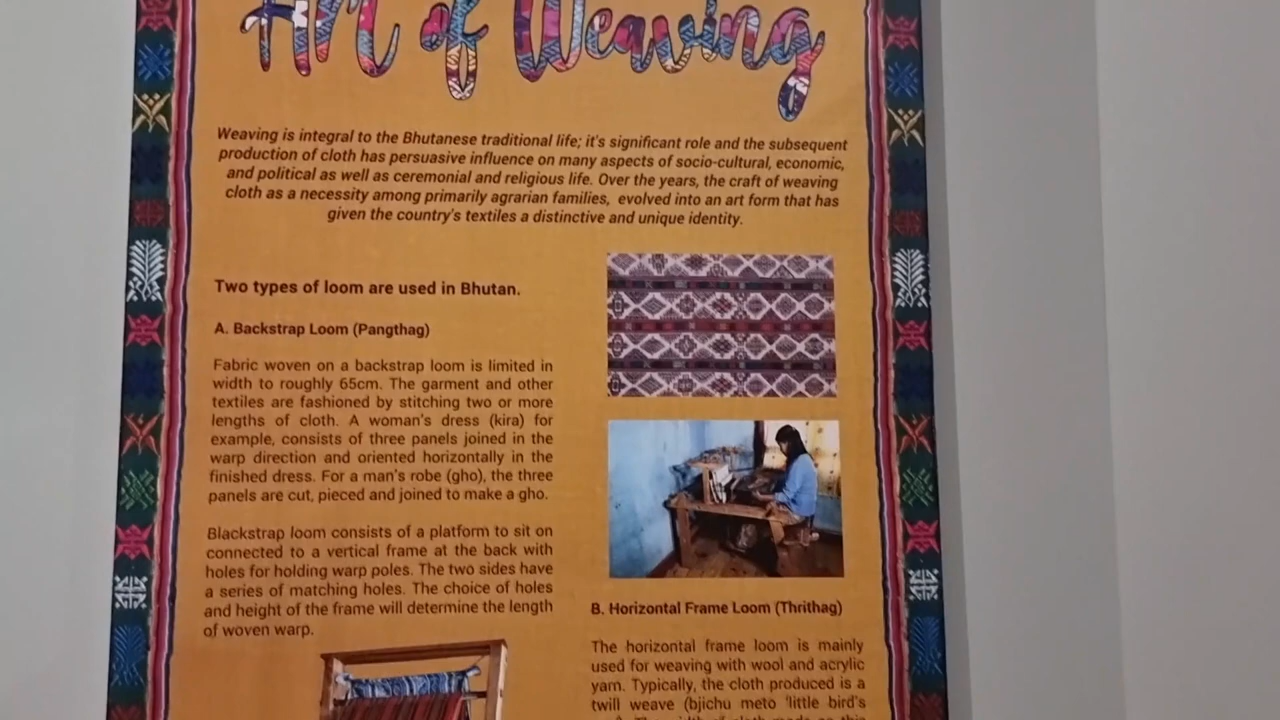 Art of Weaving
Weaving is integral to the Bhutanese traditional life; it's significant role and the subsequent
production of cloth has persuasive influence on many aspects of socio-cultural, economic,
and political as well as ceremonial and religious life. Over the years, the craft of weaving
cloth as a necessity among primarily agrarian families, evolved into an art form that has
given the country's textiles a distinctive and unique identity.
Two types of loom are used in Bhutan.
A. Backstrap Loom (Pangthag)
Fabric woven on a backstrap loom is limited in
width to roughly 65cm. The garment and other
textiles are fashioned by stitching two or more
lengths of cloth. A woman's dress (kira) for
example, consists of three panels joined in the
warp direction and oriented horizontally in the
finished dress. For a man's robe (gho), the three
panels are cut, pieced and joined to make a gho.
Blackstrap loom consists of a platform to sit on
connected to a vertical frame at the back with
holes for holding warp poles. The two sides have
a series of matching holes. The choice of holes
and height of the frame will determine the length
of woven warp.
B. Horizontal Frame Loom (Thrithag)
The horizontal frame loom is mainly
used for weaving with wool and acrylic
yarn. Typically, the cloth produced is a
twill weave (bjichu meto 'little bird's